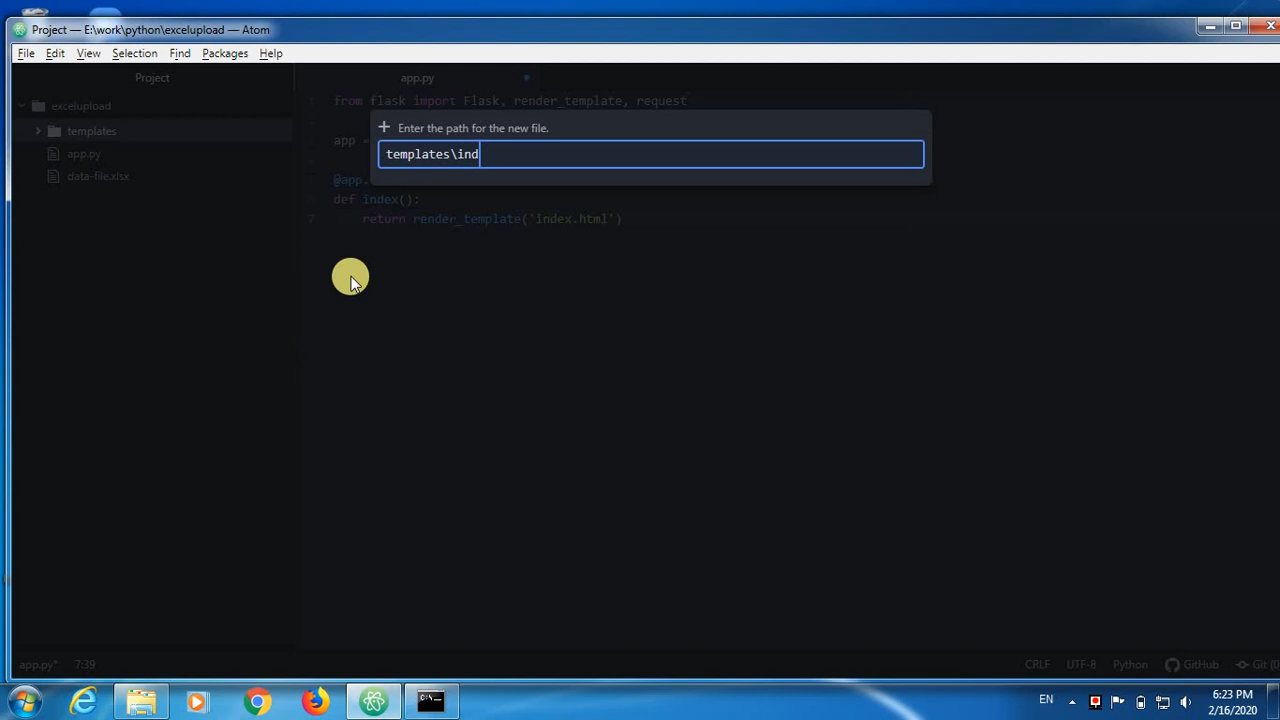 Project — E:\work\python\excelupload — Atom
File Edit View Selection Find Packages Help
Project
app.py
excelupload
templates
app.py
data-file.xlsx
from flask import Flask, render_template, request
Enter the path for the new file.
templates\ind
app =
@app.
def index():
7 return render_template('index.html')
app.py* 7:39
CRLF UTF-8 Python GitHub Git (0
EN
6:23 PM
2/16/2020